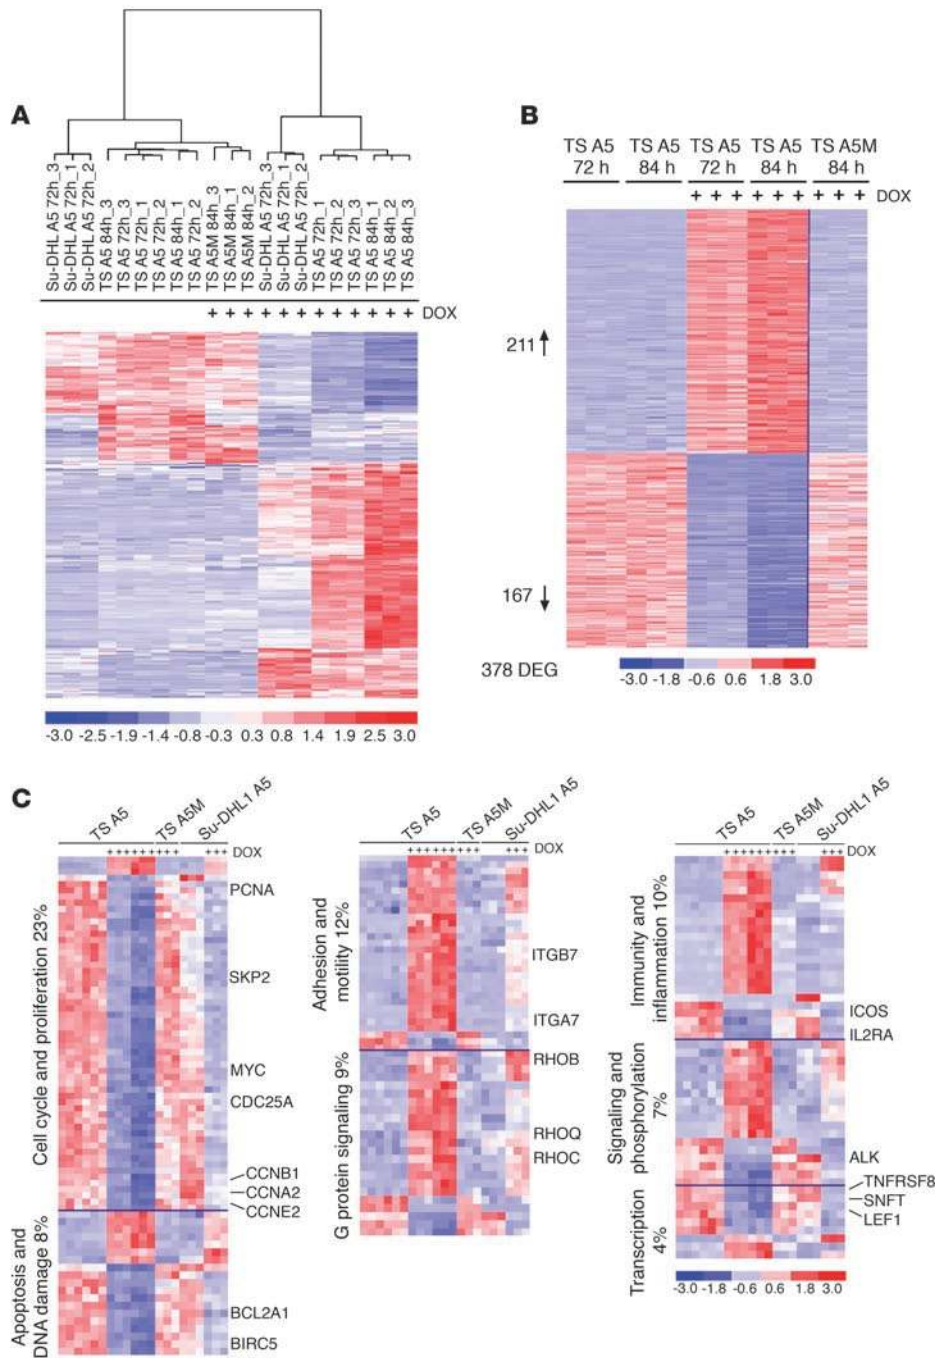 A
Su-DHL A5 72h_3
Su-DHL A5 72h_1
Su-DHL A5 72h_2
TS A5 84h_3
TS A5 72h_3
TS A5 72h_1
TS A5 72h_2
TS A5 84h_1
TS A5 72h_2
TS A5M 84h_3
TS A5M 84h_1
TS A5M 84h_2
Su-DHL A5 72h_3
Su-DHL A5 72h_1
Su-DHL A5 72h_2
TS A5 72h_1
TS A5 72h_2
TS A5 72h_3
TS A5 84h_1
TS A5 84h_2
TS A5 84h_3
+ + + + + + + + + + + + DOX
-3.0 -2.5 -1.9 -1.4 -0.8 -0.3 0.3 0.8 1.4 1.9 2.5 3.0
B
TS A5 TS A5 TS A5 TS A5 TS A5M
72 h 84 h 72 h 84 h 84 h
+ + + + + + + + + DOX
211
167
378 DEG
-3.0 -1.8 -0.6 0.6 1.8 3.0
C
TS A5 TS A5M Su-DHL1 A5
+++++++++ +++ DOX
Cell cycle and proliferation 23%
PCNA
SKP2
MYC
CDC25A
CCNB1
CCNA2
CCNE2
Apoptosis and
DNA damage 8%
BCL2A1
BIRC5
TS A5 TS A5M Su-DHL1 A5
+++++++++ +++ DOX
Adhesion and
motility 12%
ITGB7
ITGA7
G protein signaling 9%
RHOB
RHOQ
RHOC
TS A5 TS A5M Su-DHL1 A5
+++++++++ +++ DOX
Immunity and
inflammation 10%
ICOS
IL2RA
Signaling and
phosphorylation
7%
ALK
TNFRSF8
Transcription
4%
SNFT
LEF1
-3.0 -1.8 -0.6 0.6 1.8 3.0